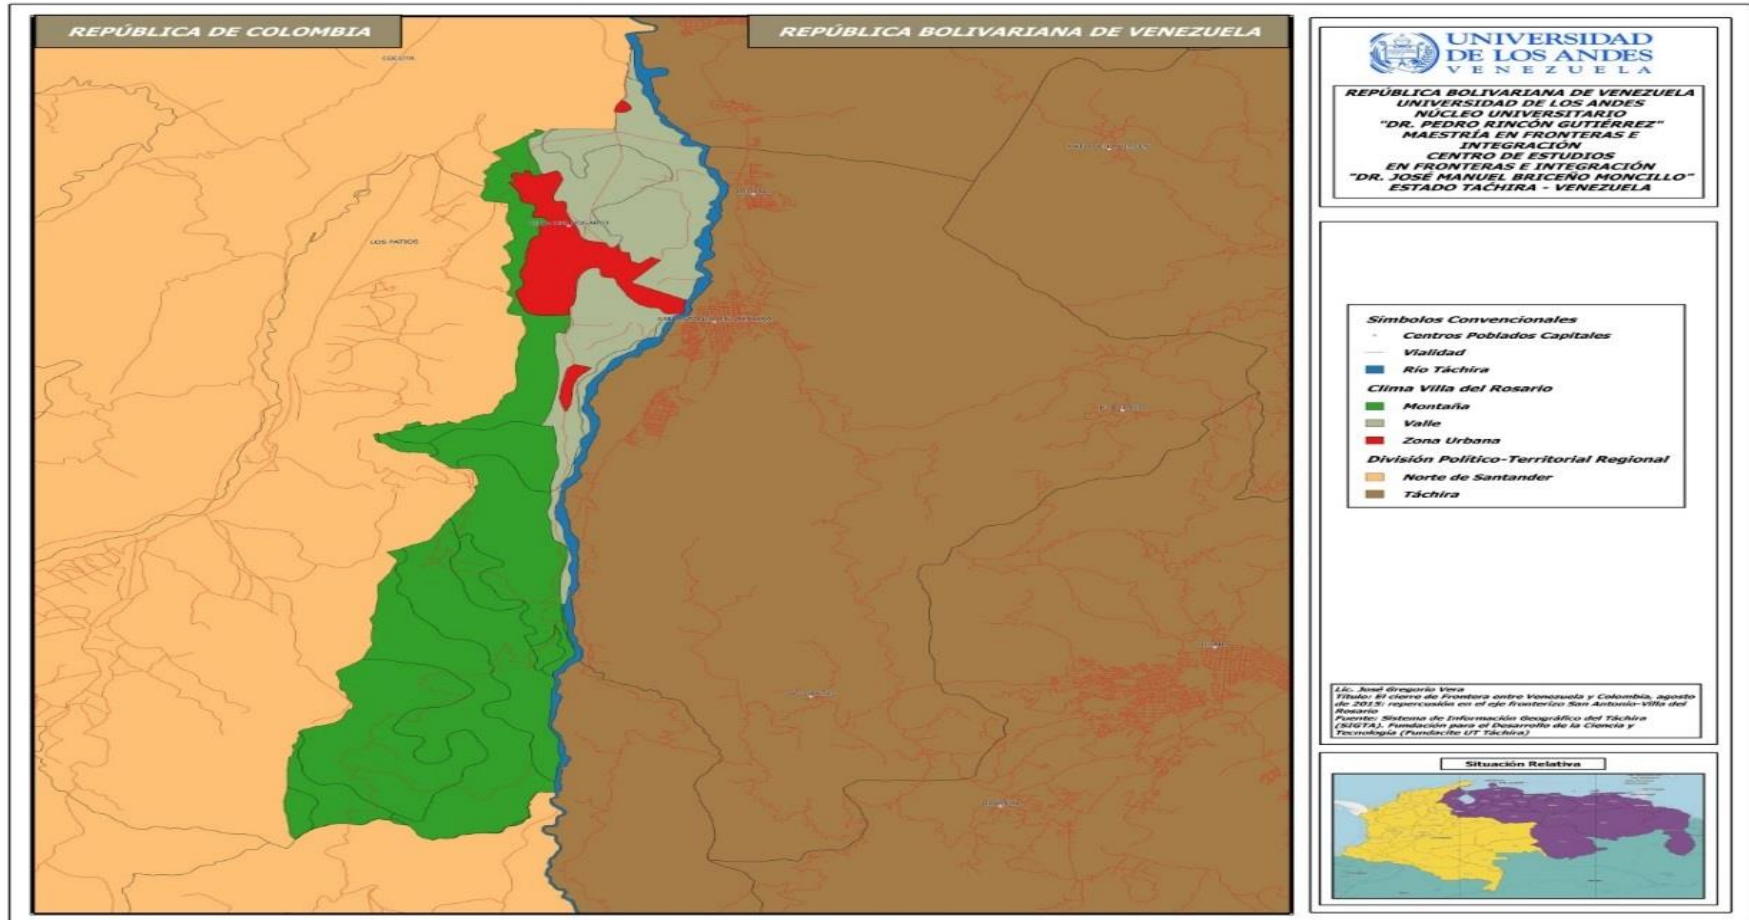 REPÚBLICA DE COLOMBIA
REPÚBLICA BOLIVARIANA DE VENEZUELA
CÚCUTA
LOS PATIOS
UNIVERSIDAD
DE LOS ANDES
VENEZUELA
REPÚBLICA BOLIVARIANA DE VENEZUELA
UNIVERSIDAD DE LOS ANDES
NÚCLEO UNIVERSITARIO
"DR. PEDRO RINCÓN GUTIÉRREZ"
MAESTRÍA EN FRONTERAS E
INTEGRACIÓN
CENTRO DE ESTUDIOS
EN FRONTERAS E INTEGRACIÓN
"DR. JOSÉ MANUEL BRICEÑO MONCILLO"
ESTADO TÁCHIRA - VENEZUELA
Símbolos Convencionales
Centros Poblados Capitales
Vialidad
Río Táchira
Clima Villa del Rosario
Montaña
Valle
Zona Urbana
División Político-Territorial Regional
Norte de Santander
Táchira
Lic. José Gregorio Vera
Título: El cierre de Frontera entre Venezuela y Colombia, agosto
de 2015: repercusión en el eje fronterizo San Antonio-Villa del
Rosario
Fuente: Sistema de Información Geográfico del Táchira
(SIGTA). Fundación para el Desarrollo de la Ciencia y
Tecnología (Fundacite UT Táchira)
Situación Relativa